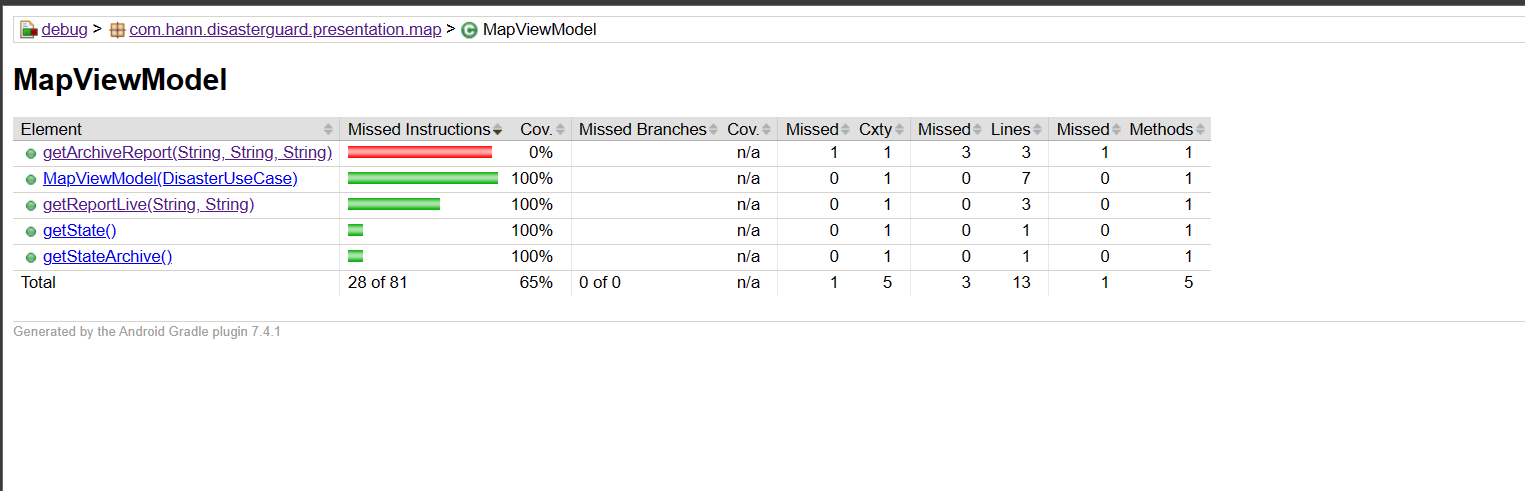 debug > com.hann.disasterguard.presentation.map > MapViewModel
MapViewModel
Element Missed Instructions Cov. Missed Branches Cov. Missed Cxty Missed Lines Missed Methods
getArchiveReport(String, String, String) 0% n/a 1 1 3 3 1 1
MapViewModel(DisasterUseCase) 100% n/a 0 1 0 7 0 1
getReportLive(String, String) 100% n/a 0 1 0 3 0 1
getState() 100% n/a 0 1 0 1 0 1
getStateArchive() 100% n/a 0 1 0 1 0 1
Total 28 of 81 65% 0 of 0 n/a 1 5 3 13 1 5
Generated by the Android Gradle plugin 7.4.1